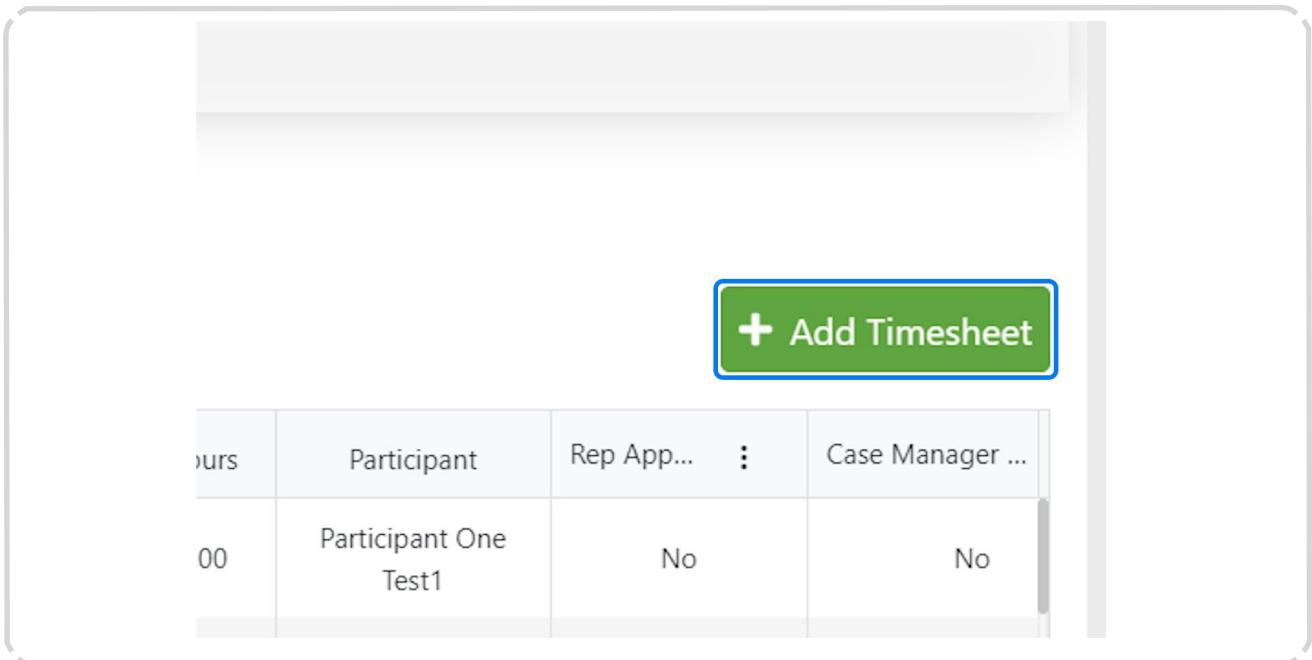 Add Timesheet
ours
Participant
Rep App...
Case Manager ...
00
Participant One
Test1
No
No